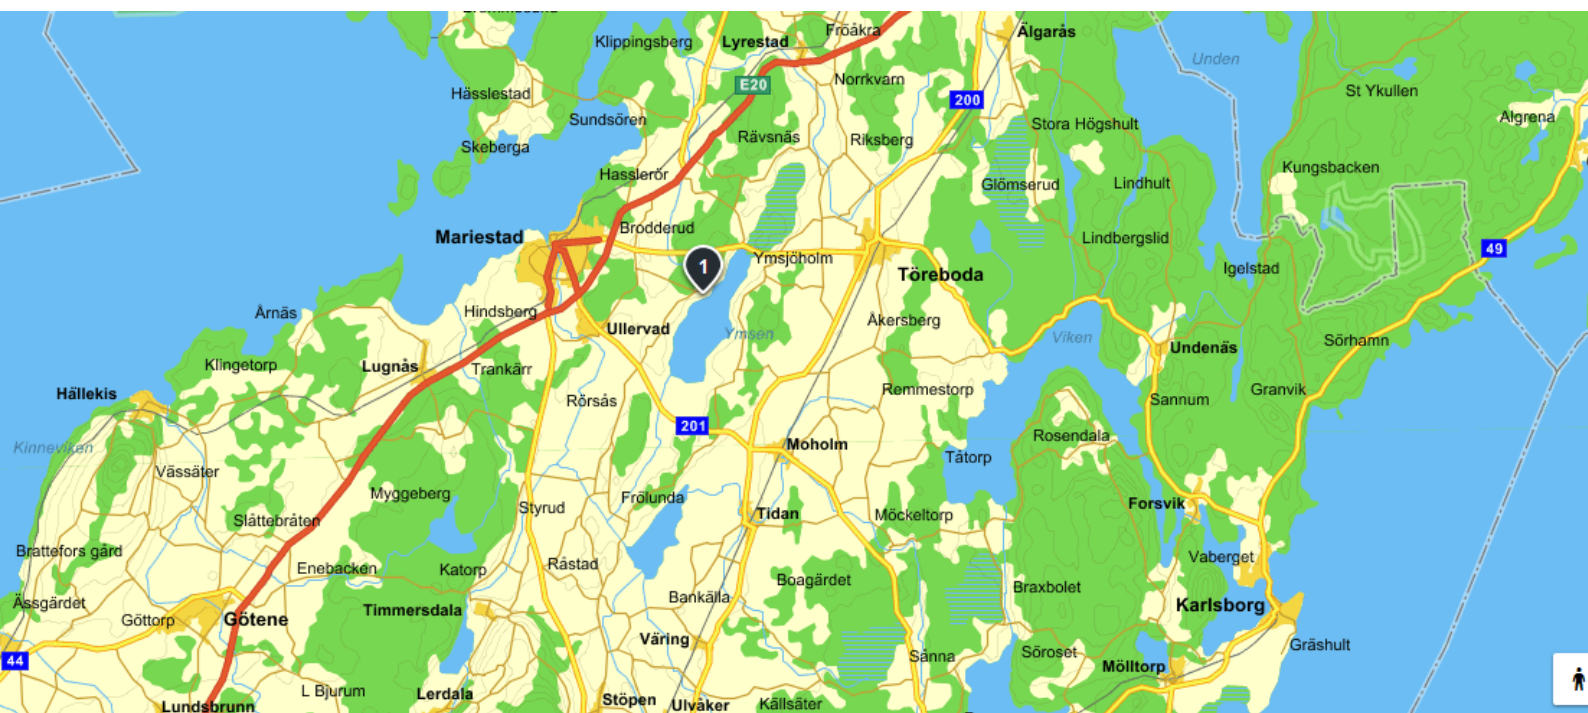 Fröåkra
Älgarås
Klippingsberg
Lyrestad
Unden
E20
Norrkvarn
St Ykullen
Hässlestad
200
Sundsören
Algrena
Rävsnäs
Riksberg
Stora Högshult
Skeberga
Kungsbacken
Hasslerör
Glömserud
Lindhult
Brodderud
Mariestad
Lindbergslid
49
Ymsjöholm
1
Töreboda
Igelstad
Årnäs
Hindsberg
Ullervad
Ymsen
Åkersberg
Viken
Sörhamn
Undenäs
Klingetorp
Lugnås
Trankärr
Hällekis
Remmestorp
Granvik
Rörsås
Sannum
201
Rosendala
Kinneviken
Moholm
Tåtorp
Vässäter
Myggeberg
Frölunda
Forsvik
Styrud
Tidan
Möckeltorp
Slättebråten
Brattefors gård
Vaberget
Råstad
Enebacken
Katorp
Boagärdet
Braxbolet
Bankälla
Ässgärdet
Timmersdala
Karlsborg
Göttorp
Götene
Väring
Gräshult
Sånna
Söroset
44
Mölltorp
L Bjurum
Lerdala
Stöpen
Ulvåker
Källsäter
Lundsbrunn